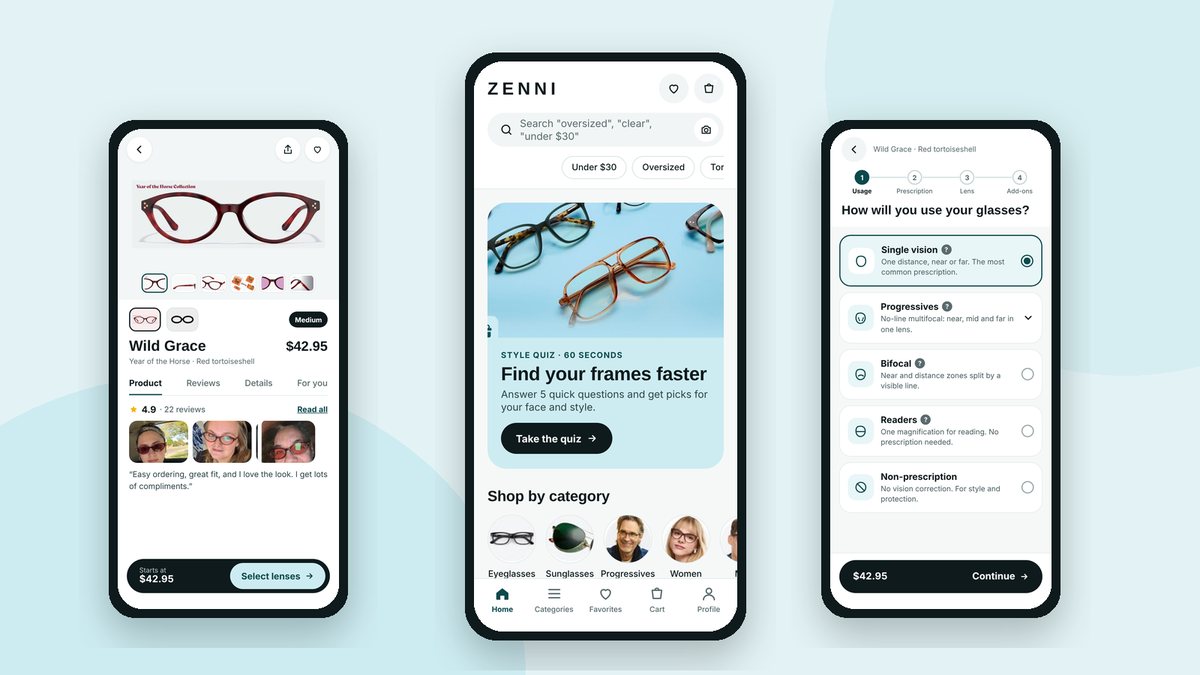 Year of the Horse Collection
Medium
Wild Grace
$42.95
Year of the Horse · Red tortoiseshell
Product
Reviews
Details
For you
4.9 · 22 reviews
Read all
“Easy ordering, great fit, and I love the look. I get lots
of compliments.”
Starts at
$42.95
Select lenses →
ZENNI
Search "oversized", "clear",
"under $30"
Under $30
Oversized
Tor
STYLE QUIZ · 60 SECONDS
Find your frames faster
Answer 5 quick questions and get picks for
your face and style.
Take the quiz →
Shop by category
Eyeglasses
Sunglasses
Progressives
Women
Home
Categories
Favorites
Cart
Profile
Wild Grace · Red tortoiseshell
1
2
3
4
Usage
Prescription
Lens
Add-ons
How will you use your glasses?
Single vision ?
One distance, near or far. The most
common prescription.
Progressives ?
No-line multifocal: near, mid and far in
one lens.
Bifocal ?
Near and distance zones split by a
visible line.
Readers ?
One magnification for reading. No
prescription needed.
Non-prescription
No vision correction. For style and
protection.
$42.95
Continue →